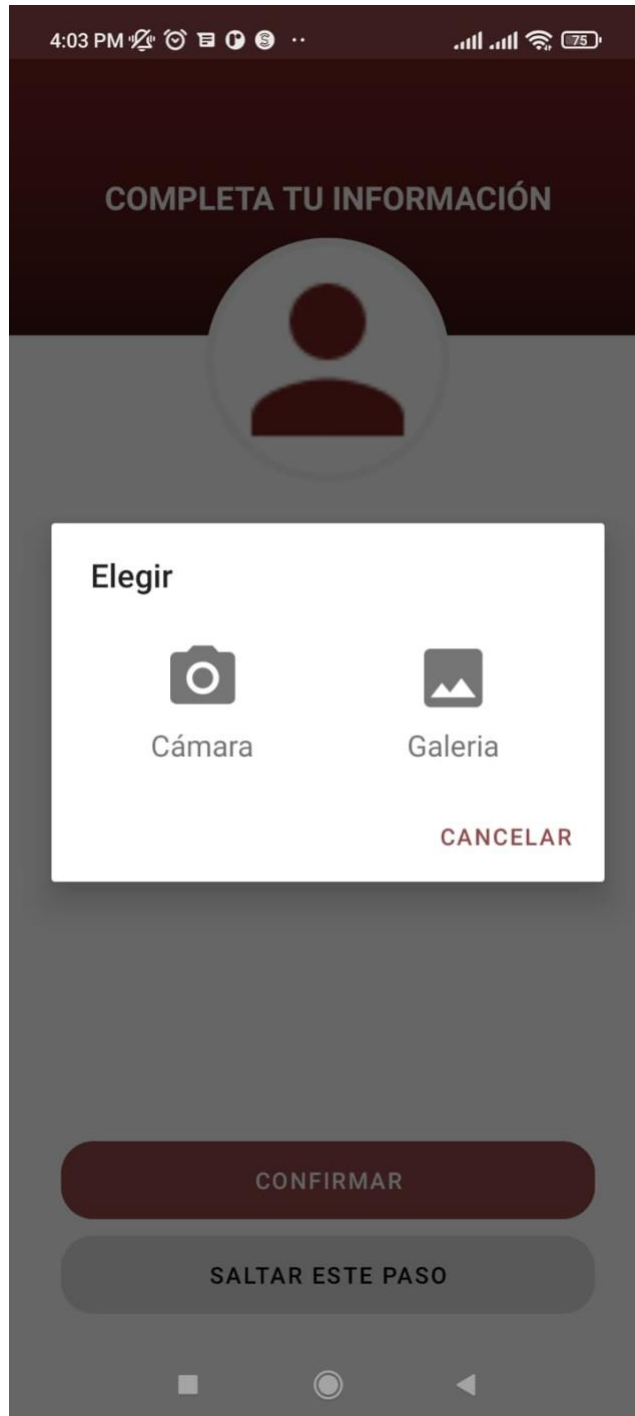 4:03 PM
75
COMPLETA TU INFORMACIÓN
Elegir
Cámara Galeria
CANCELAR
CONFIRMAR
SALTAR ESTE PASO